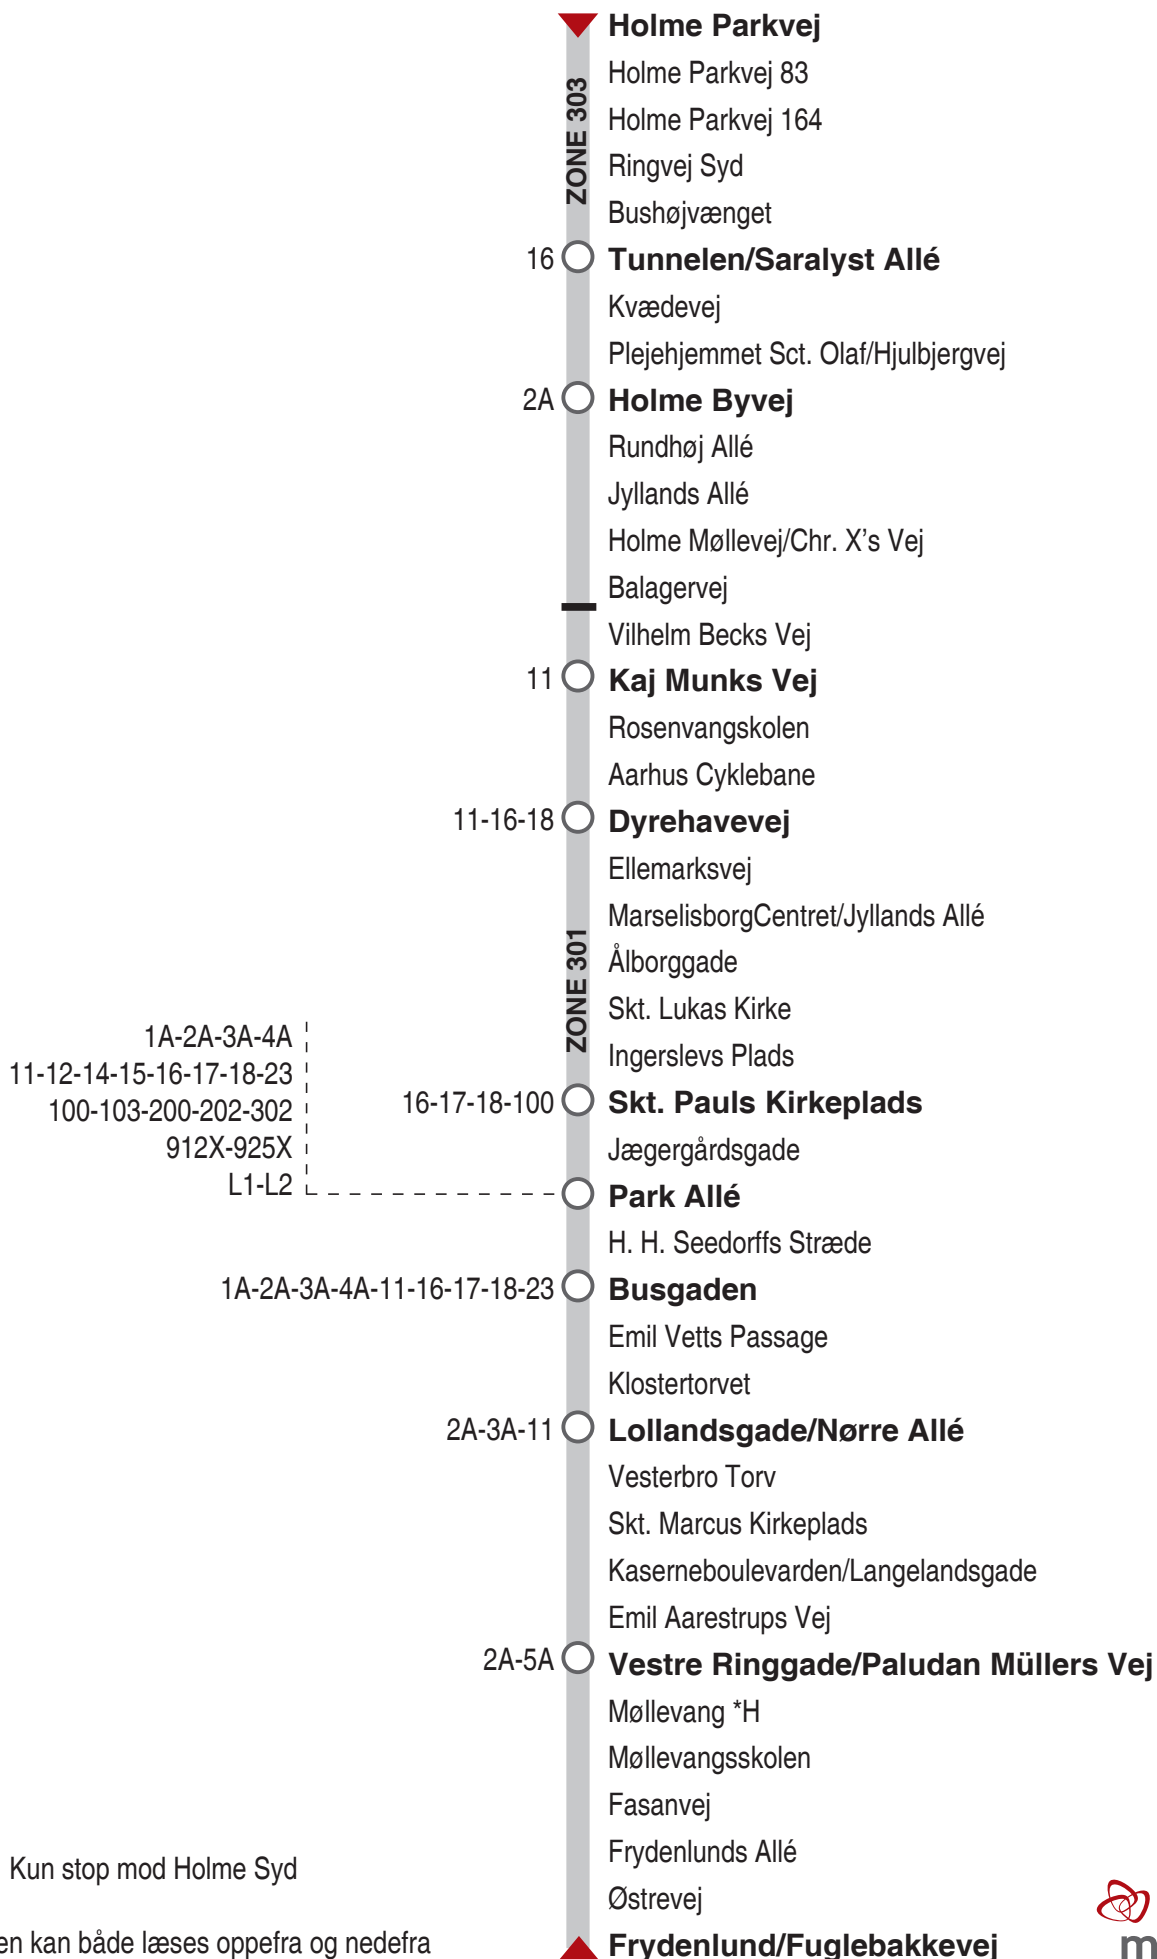 Holme Parkvej
Holme Parkvej 83
Holme Parkvej 164
Ringvej Syd
Bushøjvænget
ZONE 303
16 Tunnelen/Saralyst Allé
Kvædevej
Plejehjemmet Sct. Olaf/Hjulbjergvej
2A Holme Byvej
Rundhøj Allé
Jyllands Allé
Holme Møllevej/Chr. X’s Vej
Balagervej
Vilhelm Becks Vej
11 Kaj Munks Vej
Rosenvangskolen
Aarhus Cyklebane
11-16-18 Dyrehavevej
Ellemarksvej
MarselisborgCentret/Jyllands Allé
Ålborggade
Skt. Lukas Kirke
Ingerslevs Plads
ZONE 301
16-17-18-100 Skt. Pauls Kirkeplads
Jægergårdsgade
1A-2A-3A-4A
11-12-14-15-16-17-18-23
100-103-200-202-302
912X-925X
L1-L2 Park Allé
H. H. Seedorffs Stræde
1A-2A-3A-4A-11-16-17-18-23 Busgaden
Emil Vetts Passage
Klostertorvet
2A-3A-11 Lollandsgade/Nørre Allé
Vesterbro Torv
Skt. Marcus Kirkeplads
Kaserneboulevarden/Langelandsgade
Emil Aarestrups Vej
2A-5A Vestre Ringgade/Paludan Müllers Vej
Møllevang *H
Møllevangsskolen
Fasanvej
Frydenlunds Allé
Østrevej
Frydenlund/Fuglebakkevej
Kun stop mod Holme Syd
en kan både læses oppefra og nedefra
m